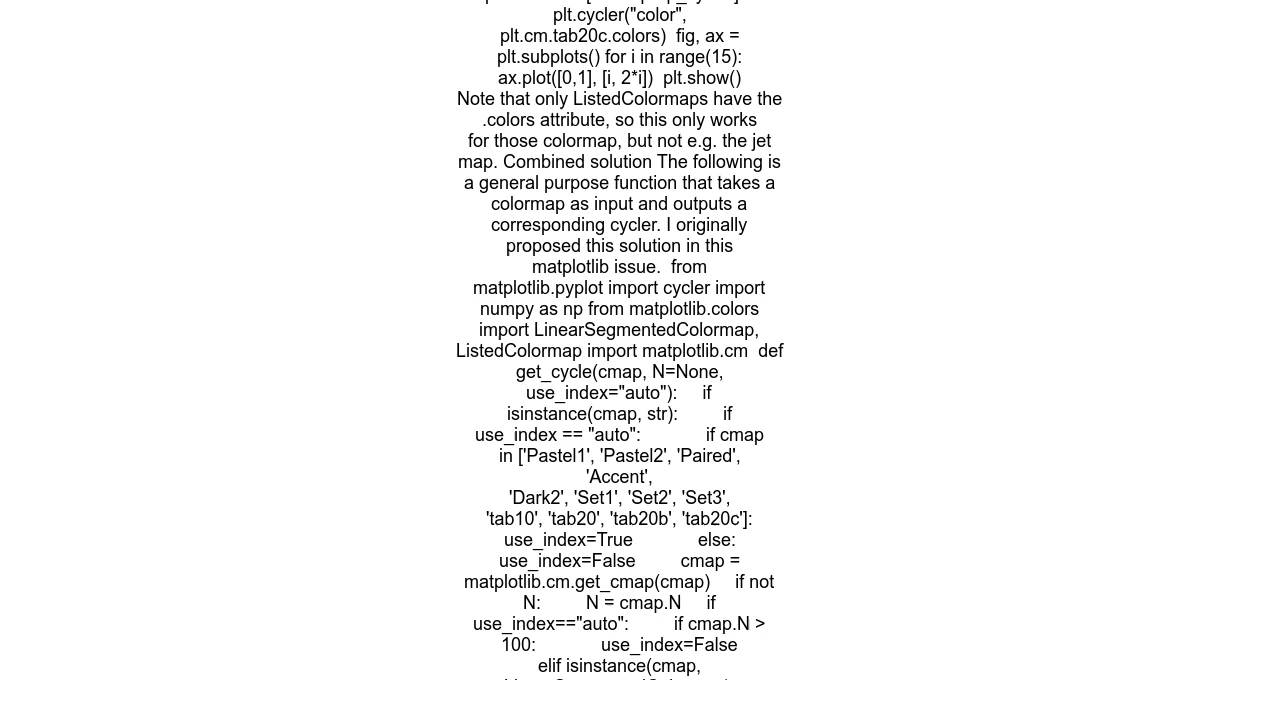 plt.cycler("color",
plt.cm.tab20c.colors)  fig, ax =
plt.subplots() for i in range(15):
ax.plot([0,1], [i, 2*i])  plt.show()
Note that only ListedColormaps have the
.colors attribute, so this only works
for those colormap, but not e.g. the jet
map. Combined solution The following is
a general purpose function that takes a
colormap as input and outputs a
corresponding cycler. I originally
proposed this solution in this
matplotlib issue.  from
matplotlib.pyplot import cycler import
numpy as np from matplotlib.colors
import LinearSegmentedColormap,
ListedColormap import matplotlib.cm  def
get_cycle(cmap, N=None,
use_index="auto"):     if
isinstance(cmap, str):         if
use_index == "auto":             if cmap
in ['Pastel1', 'Pastel2', 'Paired',
'Accent',
'Dark2', 'Set1', 'Set2', 'Set3',
'tab10', 'tab20', 'tab20b', 'tab20c']:
use_index=True             else:
use_index=False         cmap =
matplotlib.cm.get_cmap(cmap)     if not
N:         N = cmap.N     if
use_index=="auto":         if cmap.N >
100:             use_index=False
elif isinstance(cmap,